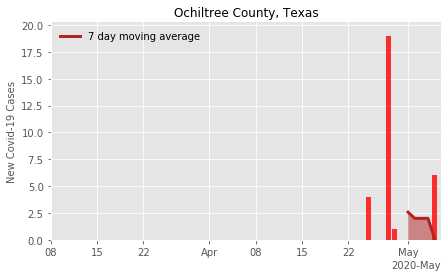 Ochiltree County, Texas
7 day moving average
New Covid-19 Cases
20.0
17.5
15.0
12.5
10.0
7.5
5.0
2.5
0.0
08 15 22 Apr 08 15 22 May
2020-May